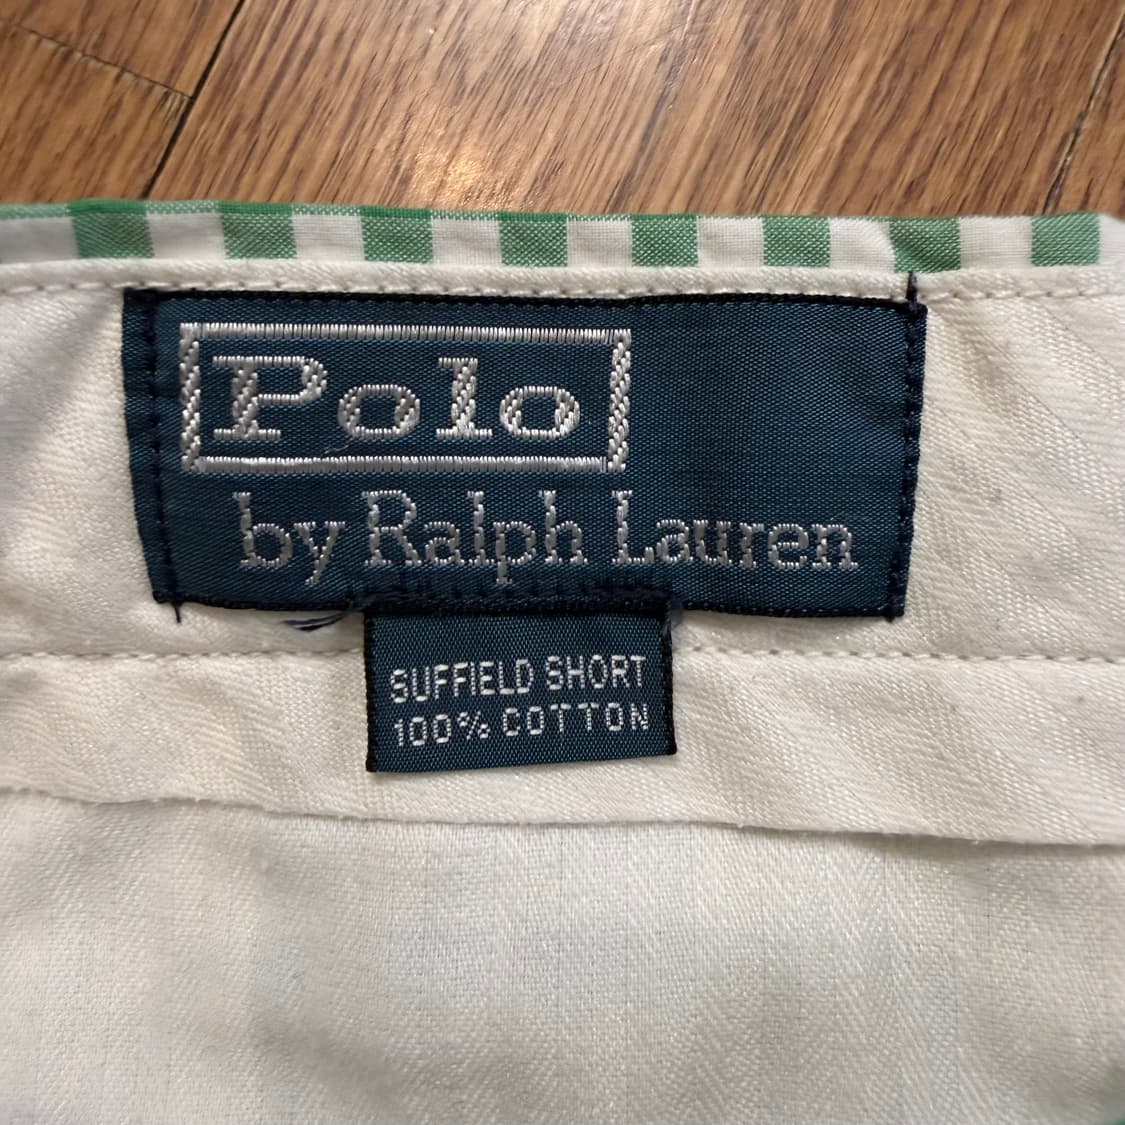 Polo
by Ralph Lauren
SUFFIELD SHORT
100% COTTON